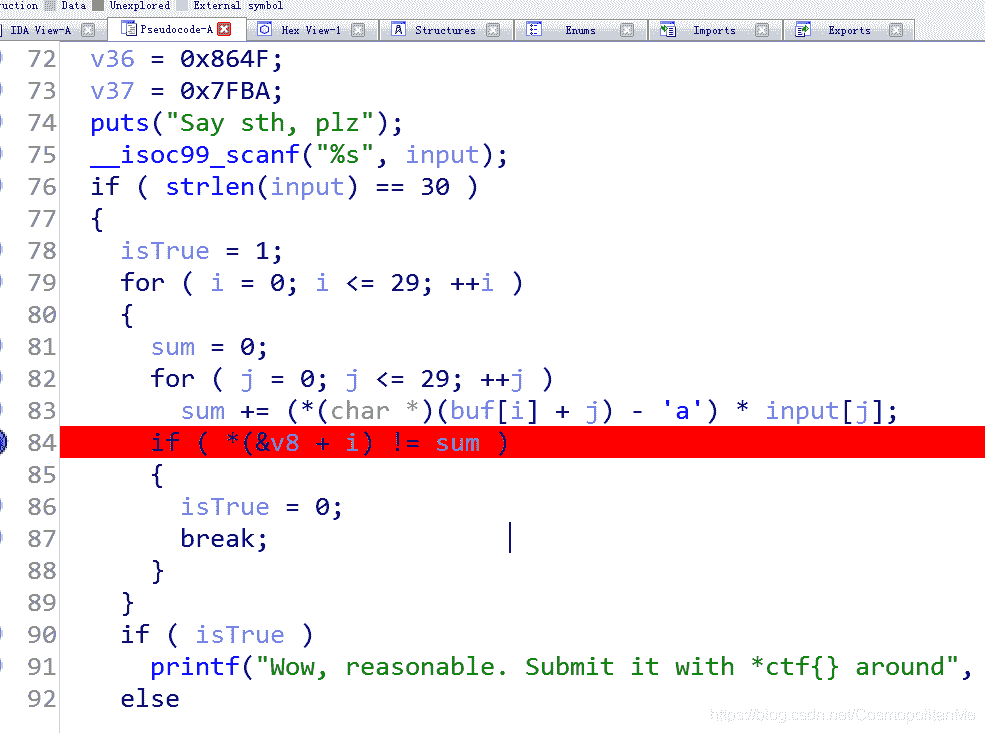 ruction Data Unexplored External symbol
IDA View-A Pseudocode-A Hex View-1 Structures Enums Imports Exports
72 v36 = 0x864F;
73 v37 = 0x7FBA;
74 puts("Say sth, plz");
75 __isoc99_scanf("%s", input);
76 if ( strlen(input) == 30 )
77 {
78 isTrue = 1;
79 for ( i = 0; i <= 29; ++i )
80 {
81 sum = 0;
82 for ( j = 0; j <= 29; ++j )
83 sum += (*(char *)(buf[i] + j) - 'a') * input[j];
84 if ( *(&v8 + i) != sum )
85 {
86 isTrue = 0;
87 break;
88 }
89 }
90 if ( isTrue )
91 printf("Wow, reasonable. Submit it with *ctf{} around",
92 else
https://blog.csdn.net/CosmopolitanMe